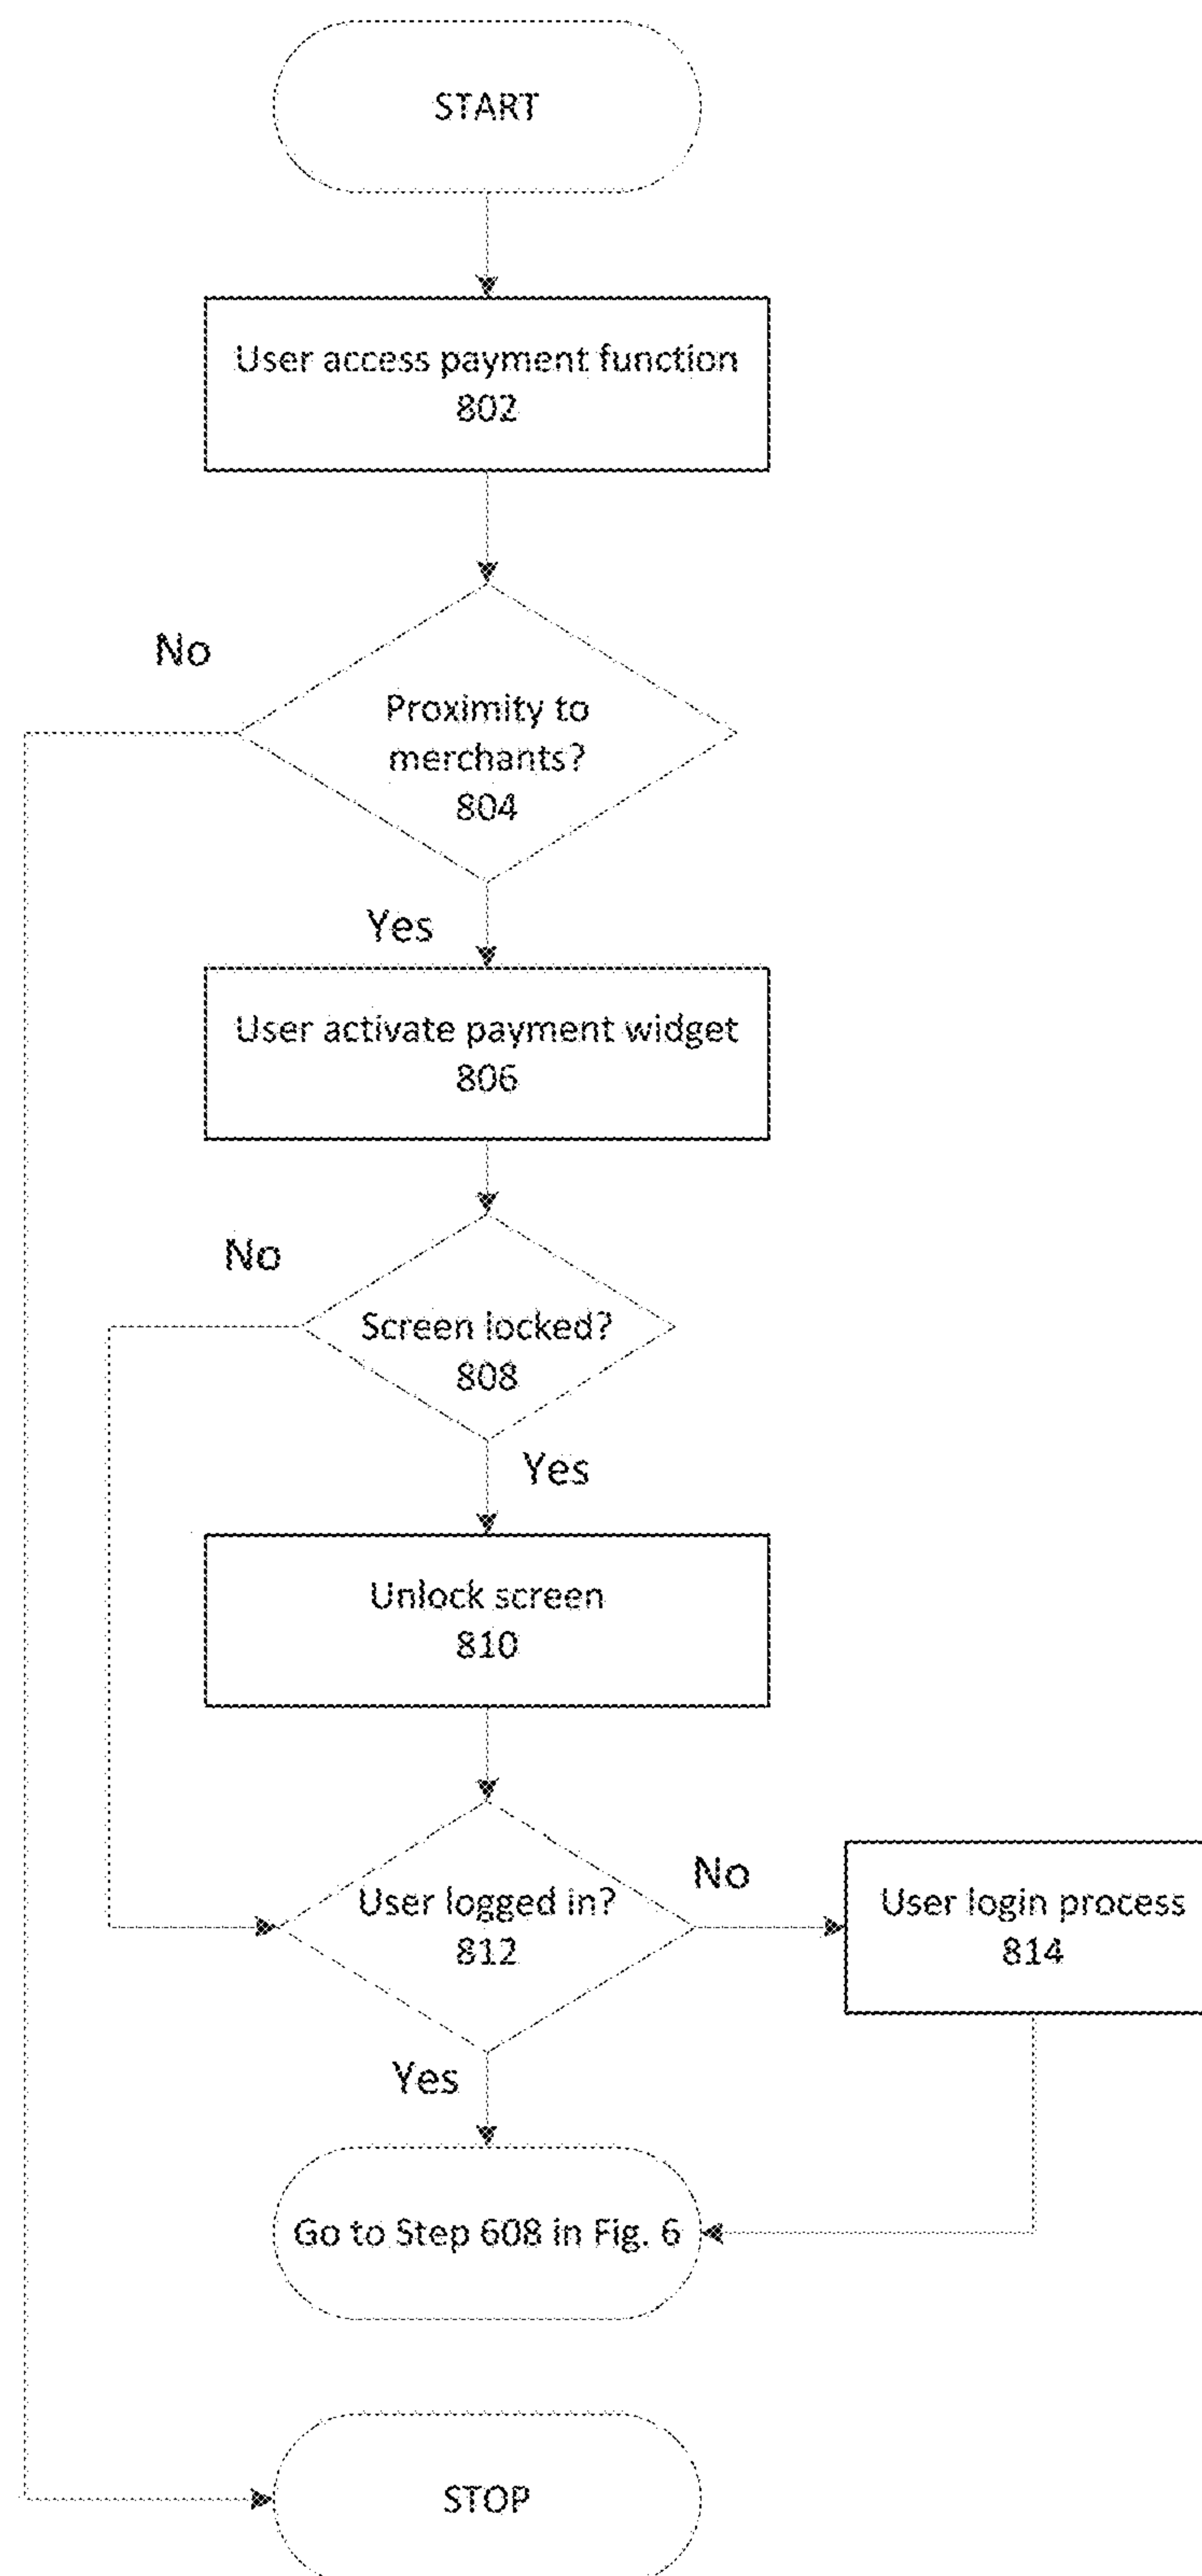 START
User access payment function
802
No
Proximity to
merchants?
804
Yes
User activate payment widget
806
No
Screen locked?
808
Yes
Unlock screen
810
User logged in?
812
No
User login process
814
Yes
Go to Step 608 in Fig. 6
STOP